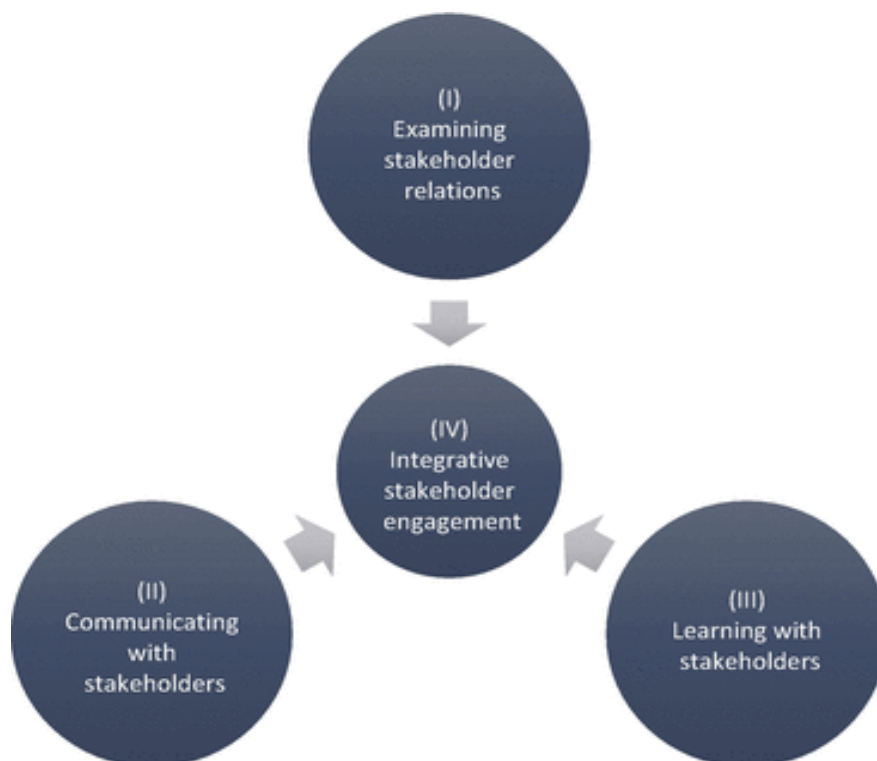 (I)
Examining
stakeholder
relations
(IV)
Integrative
stakeholder
engagement
(II)
Communicating
with
stakeholders
(III)
Learning with
stakeholders